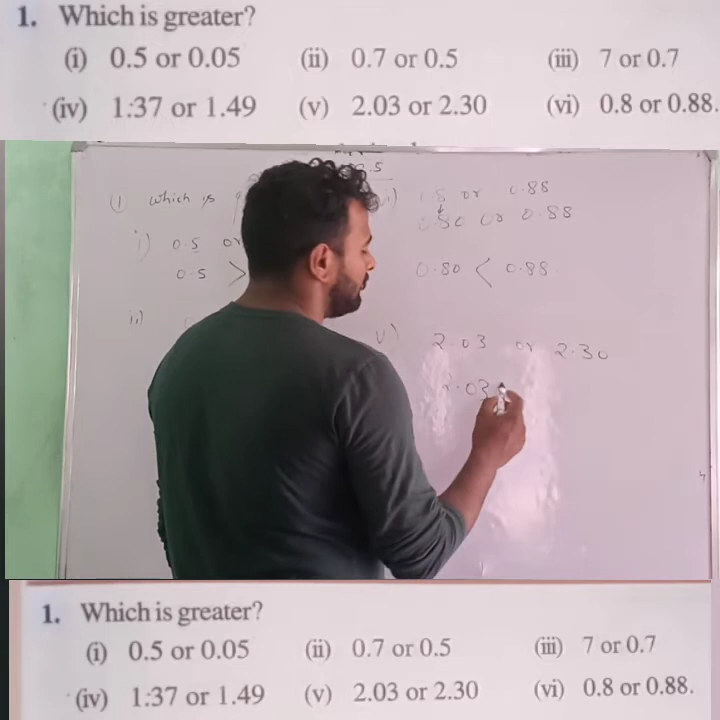 1. Which is greater?
(i) 0.5 or 0.05 (ii) 0.7 or 0.5 (iii) 7 or 0.7
(iv) 1:37 or 1.49 (v) 2.03 or 2.30 (vi) 0.8 or 0.88.
.5
① which is
i) 0.5 or
0.5 >
ii)
) or 0.88
0.80 or 0.88
0.80 < 0.88
v) 2.03 or 2.30
2.03
1. Which is greater?
(i) 0.5 or 0.05 (ii) 0.7 or 0.5 (iii) 7 or 0.7
(iv) 1:37 or 1.49 (v) 2.03 or 2.30 (vi) 0.8 or 0.88.